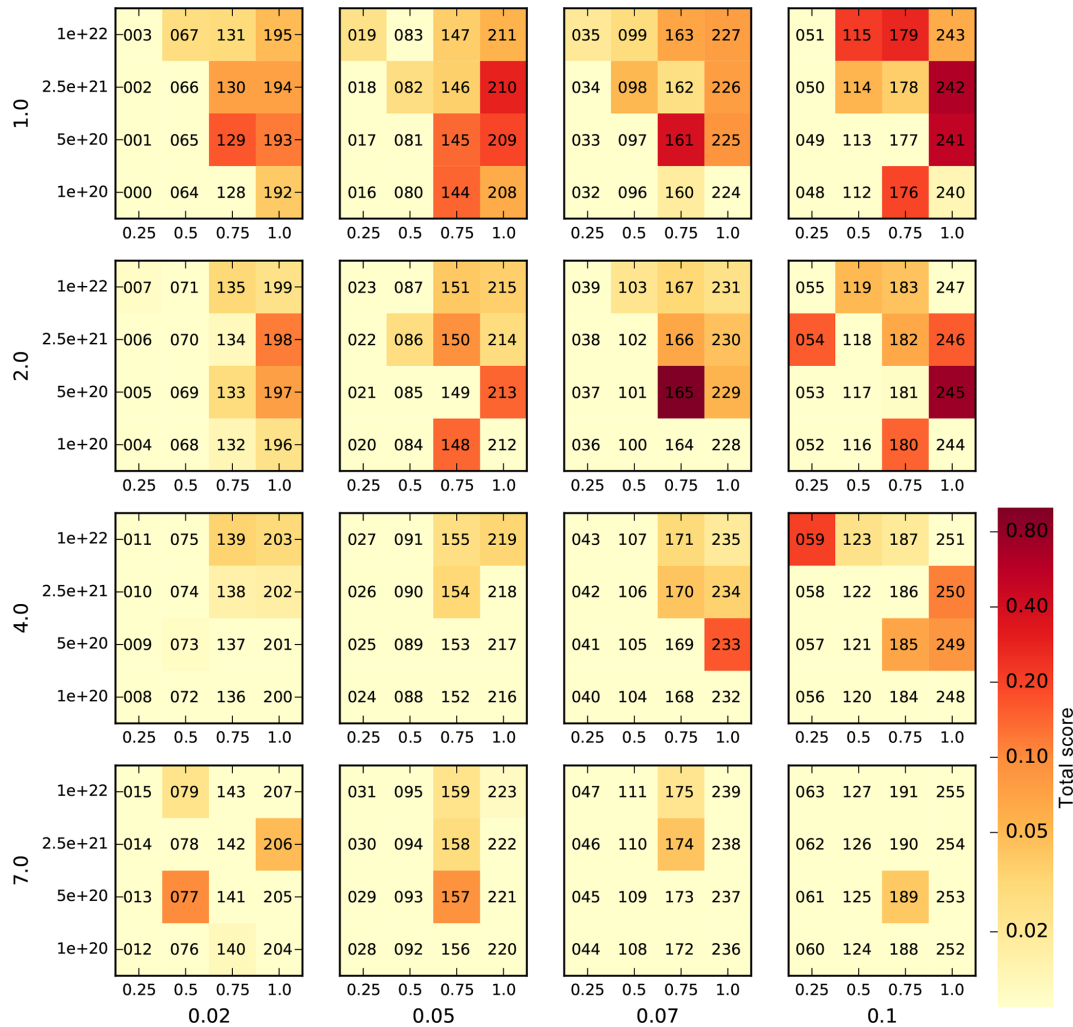 1.0
1e+22 003 067 131 195 019 083 147 211 035 099 163 227 051 115 179 243
2.5e+21 002 066 130 194 018 082 146 210 034 098 162 226 050 114 178 242
5e+20 001 065 129 193 017 081 145 209 033 097 161 225 049 113 177 241
1e+20 000 064 128 192 016 080 144 208 032 096 160 224 048 112 176 240
0.25 0.5 0.75 1.0 0.25 0.5 0.75 1.0 0.25 0.5 0.75 1.0 0.25 0.5 0.75 1.0
2.0
1e+22 007 071 135 199 023 087 151 215 039 103 167 231 055 119 183 247
2.5e+21 006 070 134 198 022 086 150 214 038 102 166 230 054 118 182 246
5e+20 005 069 133 197 021 085 149 213 037 101 165 229 053 117 181 245
1e+20 004 068 132 196 020 084 148 212 036 100 164 228 052 116 180 244
0.25 0.5 0.75 1.0 0.25 0.5 0.75 1.0 0.25 0.5 0.75 1.0 0.25 0.5 0.75 1.0
4.0
1e+22 011 075 139 203 027 091 155 219 043 107 171 235 059 123 187 251
2.5e+21 010 074 138 202 026 090 154 218 042 106 170 234 058 122 186 250
5e+20 009 073 137 201 025 089 153 217 041 105 169 233 057 121 185 249
1e+20 008 072 136 200 024 088 152 216 040 104 168 232 056 120 184 248
0.25 0.5 0.75 1.0 0.25 0.5 0.75 1.0 0.25 0.5 0.75 1.0 0.25 0.5 0.75 1.0
7.0
1e+22 015 079 143 207 031 095 159 223 047 111 175 239 063 127 191 255
2.5e+21 014 078 142 206 030 094 158 222 046 110 174 238 062 126 190 254
5e+20 013 077 141 205 029 093 157 221 045 109 173 237 061 125 189 253
1e+20 012 076 140 204 028 092 156 220 044 108 172 236 060 124 188 252
0.25 0.5 0.75 1.0 0.25 0.5 0.75 1.0 0.25 0.5 0.75 1.0 0.25 0.5 0.75 1.0
0.02 0.05 0.07 0.1
0.80
0.40
0.20
0.10
0.05
0.02
Total score